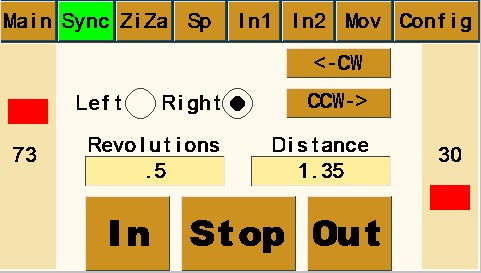 Main Sync ZiZa Sp In1 In2 Mov Config
<-CW
Left Right CCW->
Revolutions Distance
73 .5 1.35 30
In Stop Out